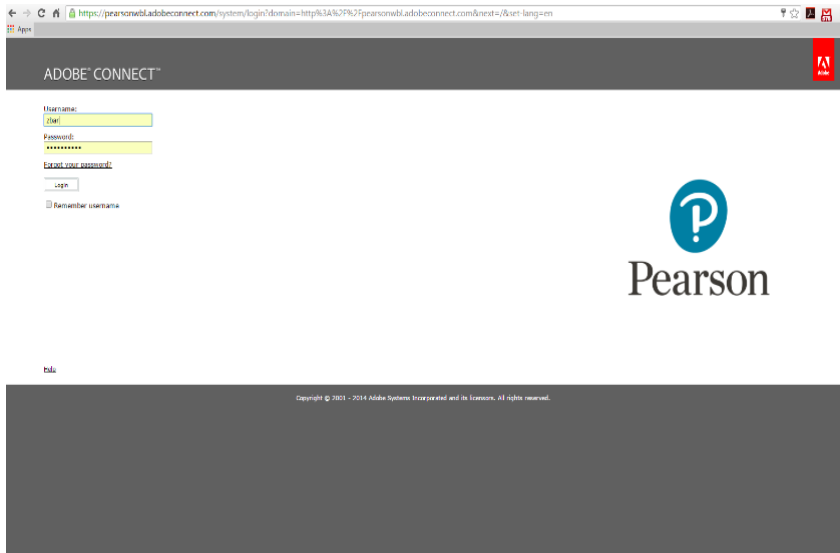 https://pearsonwbl.adobeconnect.com/system/login?domain=http%3A%2F%2Fpearsonwbl.adobeconnect.com&next=/&set-lang=en
Apps
ADOBE® CONNECT™
Adobe
Username:
zbar
Password:
••••••••••
Forgot your password?
Login
Remember username
Pearson
Help
Copyright © 2001 - 2014 Adobe Systems Incorporated and its licensors. All rights reserved.